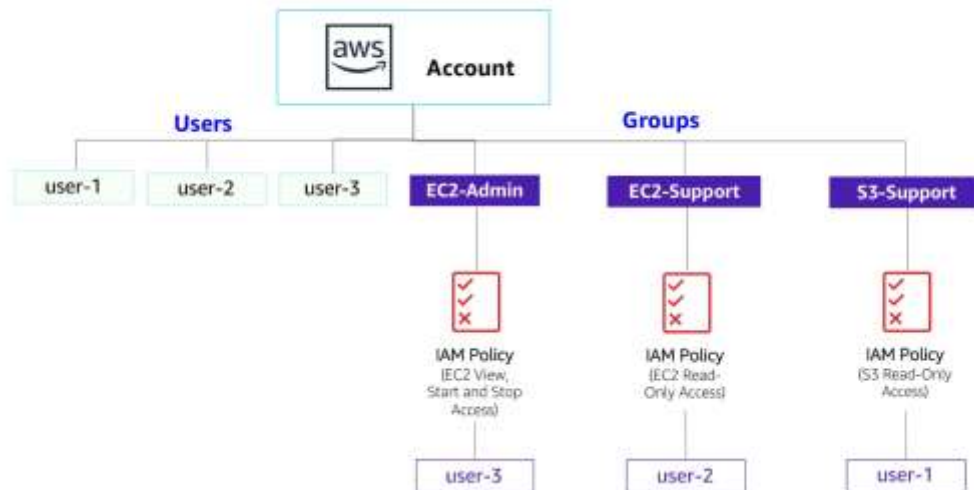 aws
Account
Users
Groups
user-1
user-2
user-3
EC2-Admin
EC2-Support
S3-Support
IAM Policy
(EC2 View,
Start and Stop
Access)
IAM Policy
(EC2 Read-
Only Access)
IAM Policy
(S3 Read-Only
Access)
user-3
user-2
user-1